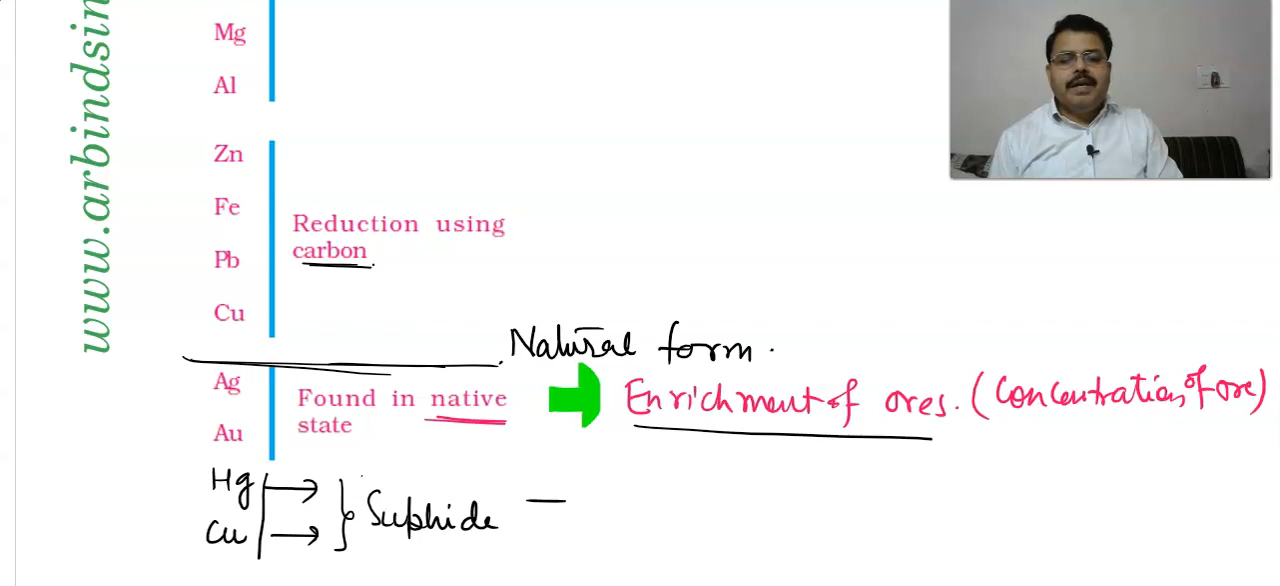 www.arbindsin
Mg
Al
Zn
Fe
Reduction using
carbon
Pb
Cu
Natural form.
Ag
Found in native
state
Enrichment of ores. (Concentration of ore)
Au
Hg
Suphide —
Cu